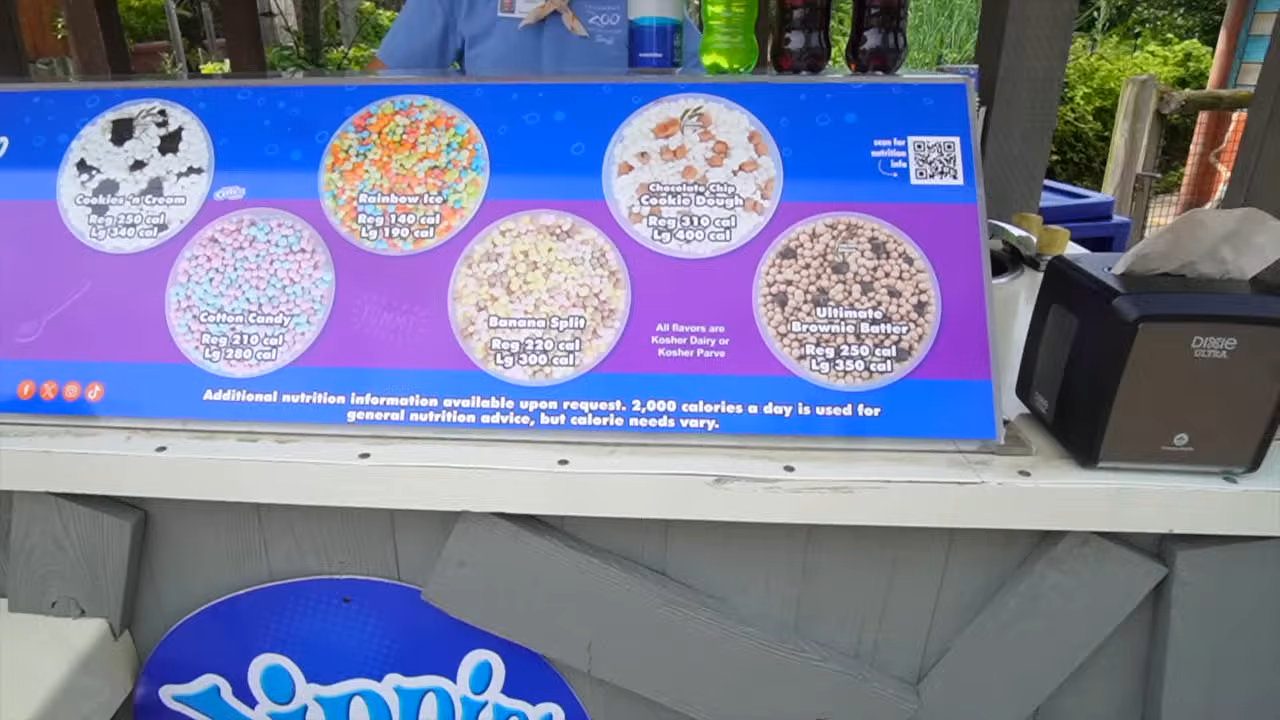 ZOO
Cookies 'n' Cream
Reg 250 cal
Lg 340 cal
Rainbow Ice
Reg 140 cal
Lg 190 cal
Chocolate Chip
Cookie Dough
Reg 310 cal
Lg 400 cal
scan for
nutrition
info
Cotton Candy
Reg 210 cal
Lg 280 cal
Banana Split
Reg 220 cal
Lg 300 cal
All flavors are
Kosher Dairy or
Kosher Parve
Ultimate
Brownie Batter
Reg 250 cal
Lg 350 cal
Additional nutrition information available upon request. 2,000 calories a day is used for
general nutrition advice, but calorie needs vary.
DIXIE
ULTRA